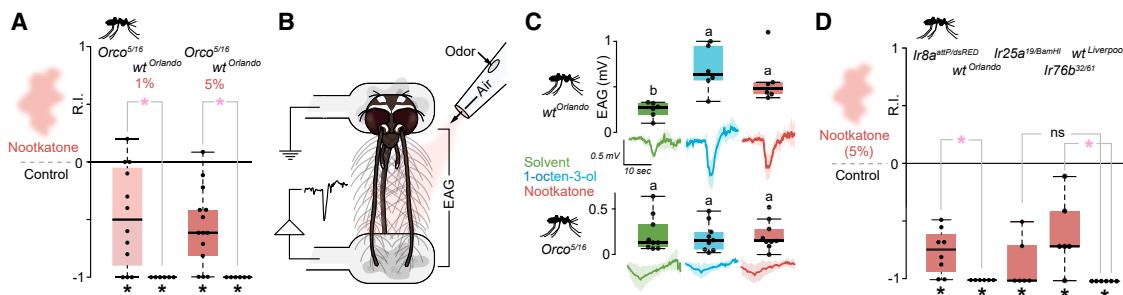 A
Orco5/16 Orco5/16
wtOrlando wtOrlando
1% 5%
* *
R.I.
1
0
-1
Nootkatone
Control
* * * *
B
Odor
Air
EAG
C
EAG (mV)
1
0
wtOrlando
b a a
0.5 mV
10 sec
Solvent
1-octen-3-ol
Nootkatone
0.5
0
Orco5/16
a a a
D
Ir8aattP/dsRED Ir25a19/BamHI wtLiverpoo
wtOrlando Ir76b32/61
R.I.
1
0
-1
Nootkatone
(5%)
Control
* ns *
* * * * *